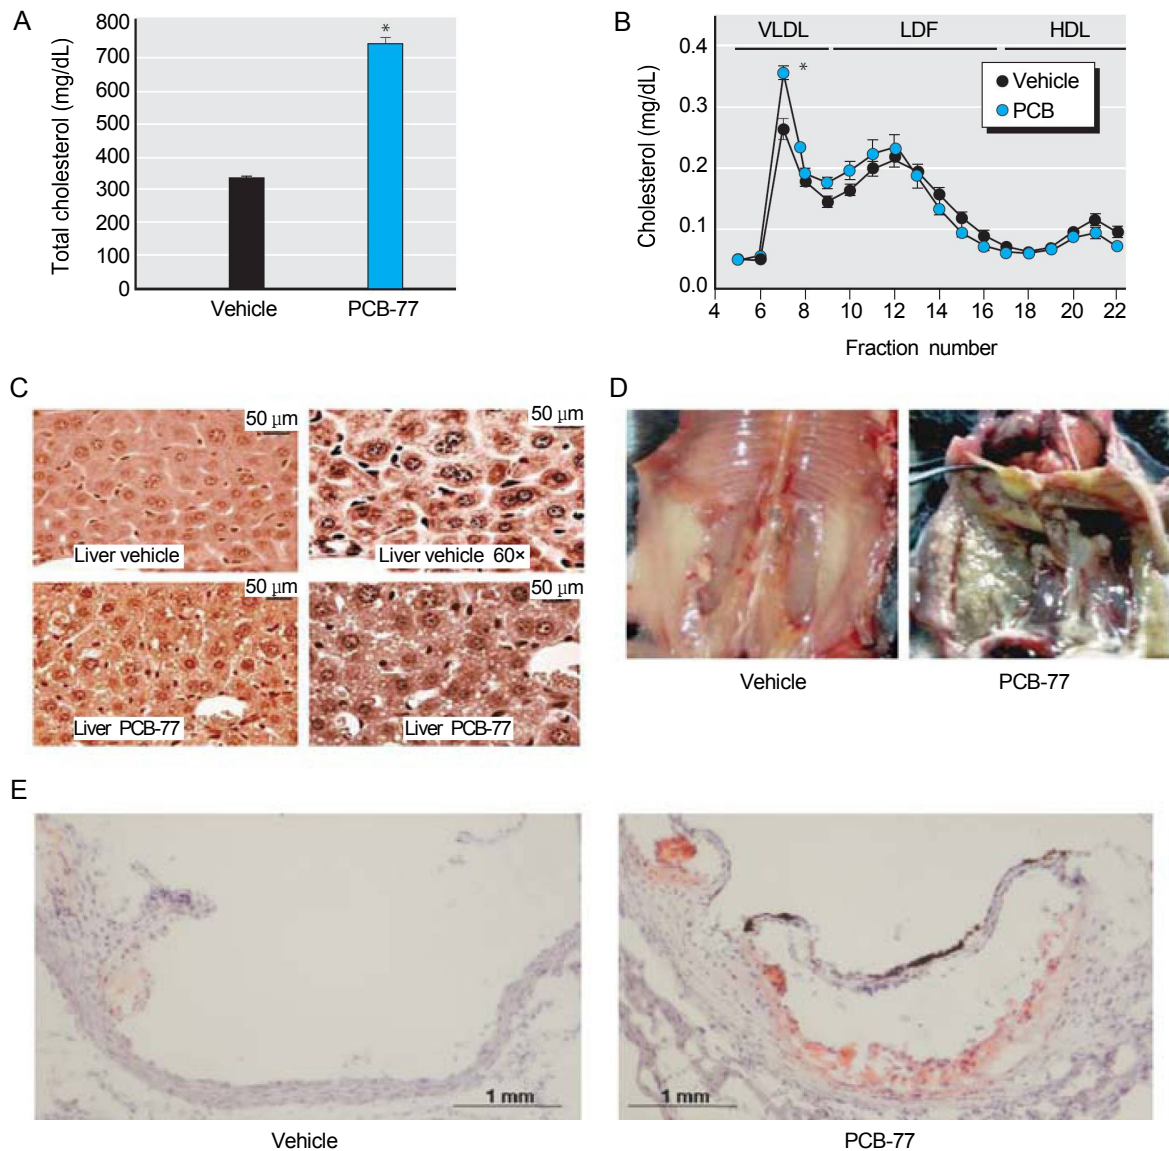 A
Total cholesterol (mg/dL)
800
700
600
500
400
300
200
100
0
*
Vehicle
PCB-77
B
Cholesterol (mg/dL)
0.4
0.3
0.2
0.1
0.0
VLDL
LDF
HDL
*
Vehicle
PCB
4 6 8 10 12 14 16 18 20 22
Fraction number
C
50 μm
Liver vehicle
50 μm
Liver vehicle 60×
50 μm
Liver PCB-77
50 μm
Liver PCB-77
D
Vehicle
PCB-77
E
1 mm
Vehicle
1 mm
PCB-77